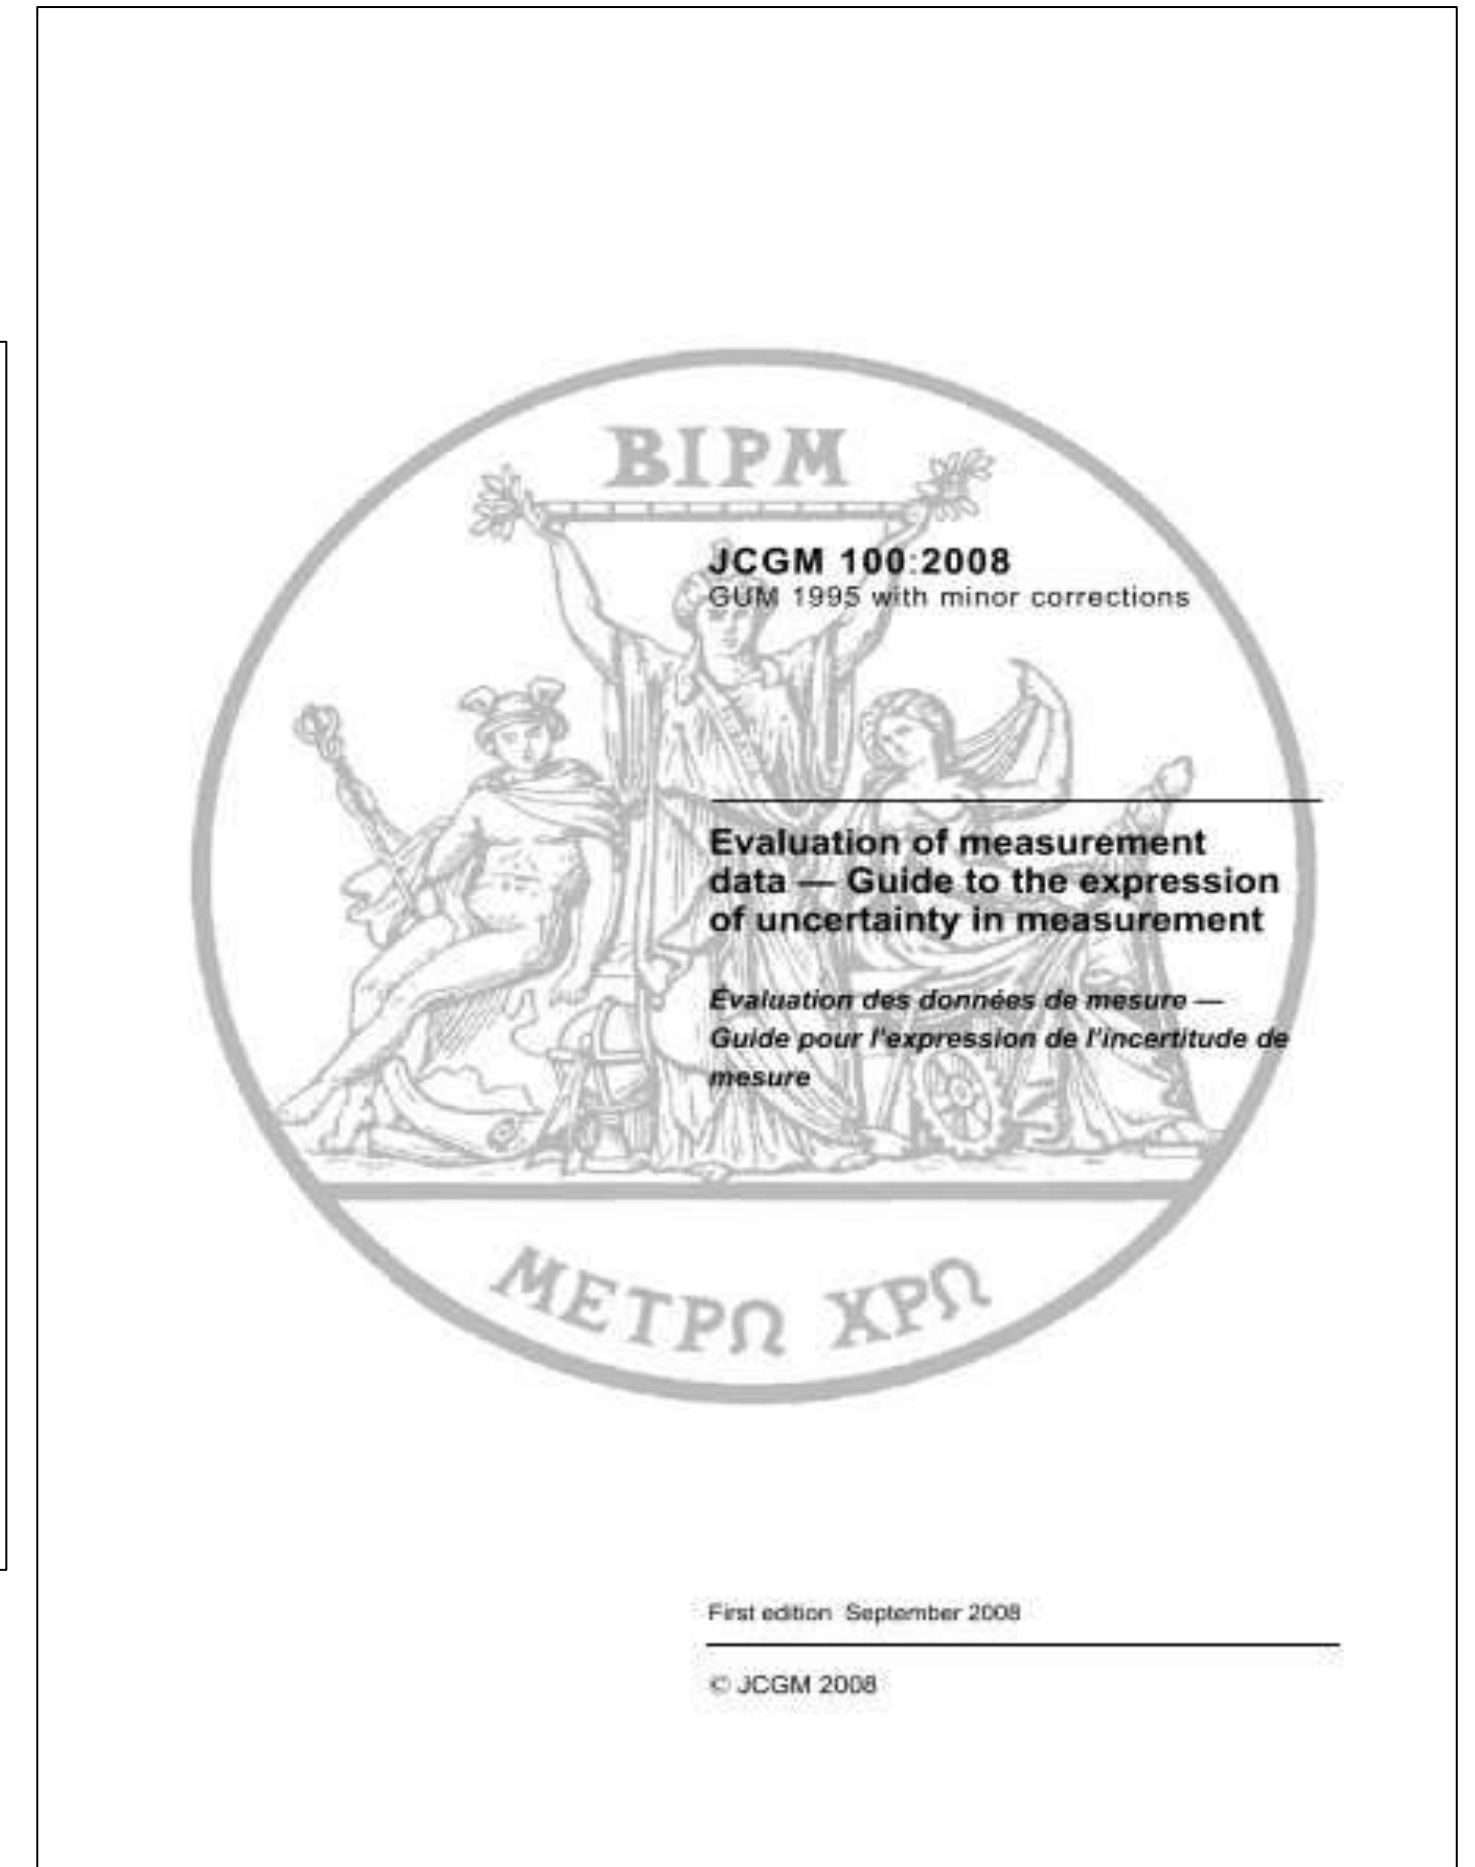 BIPM
JCGM 100:2008
GUM 1995 with minor corrections
Evaluation of measurement
data — Guide to the expression
of uncertainty in measurement
Évaluation des données de mesure —
Guide pour l'expression de l'incertitude de
mesure
ΜΕΤΡΩ ΧΡΩ
First edition September 2008
© JCGM 2008